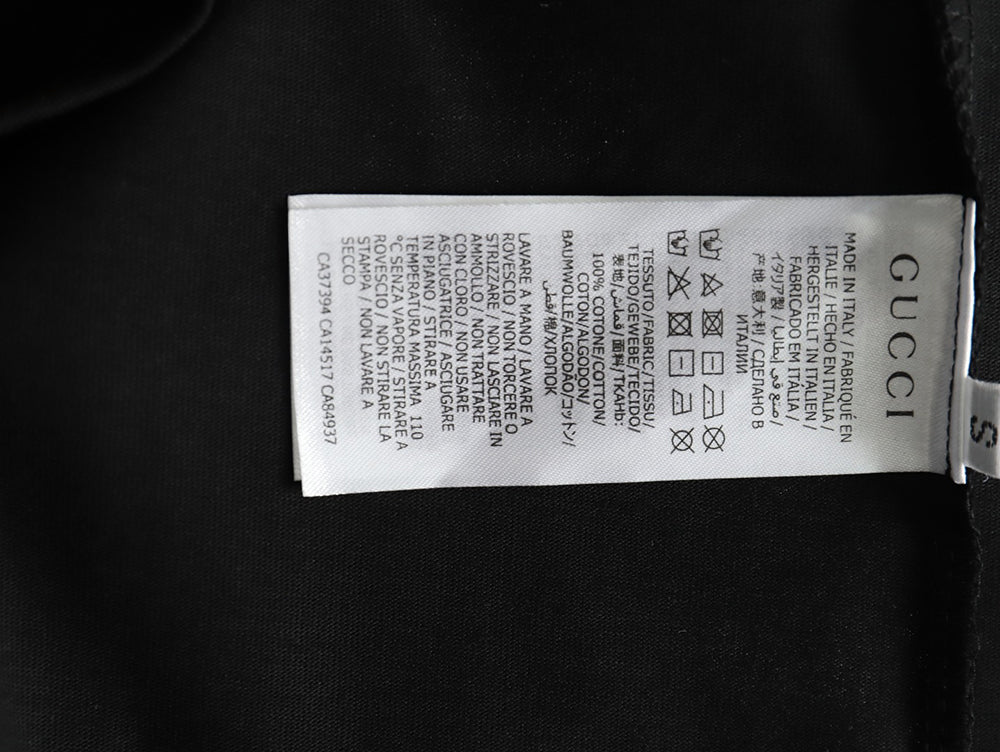 GUCCI
MADE IN ITALY / FABRIQUÉ EN
ITALIE / HECHO EN ITALIA /
HERGESTELLT IN ITALIEN /
FABRICADO EM ITÁLIA /
イタリア製 / صنع في إيطاليا /
产地:意大利 / СДЕЛАНО В
ИТАЛИИ
TESSUTO/FABRIC/TISSU/
TEJIDO/GEWEBE/TECIDO/
表地/قماش/面料/ТКАНЬ:
100% COTONE/COTTON/
COTON/ALGODON/
BAUMWOLLE/ALGODÃO/コットン/
قطن/棉/ХЛОПОК
LAVARE A MANO / LAVARE A
ROVESCIO / NON TORCERE O
STRIZZARE / NON LASCIARE IN
AMMOLLO / NON TRATTARE
CON CLORO / NON USARE
ASCIUGATRICE / ASCIUGARE
IN PIANO / STIRARE A
TEMPERATURA MASSIMA 110
°C SENZA VAPORE / STIRARE A
ROVESCIO / NON STIRARE LA
STAMPA / NON LAVARE A
SECCO
CA37394 CA14517 CA84937
S